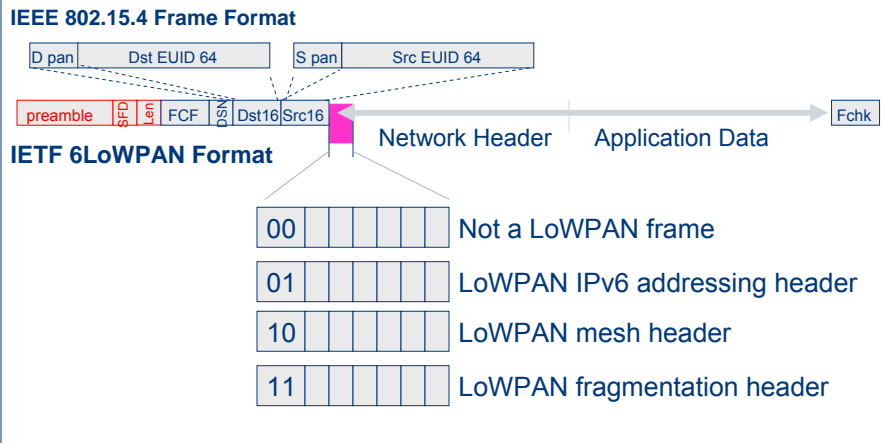 IEEE 802.15.4 Frame Format
D pan Dst EUID 64 S pan Src EUID 64
preamble SFD Len FCF DSN Dst16 Src16 Fchk
Network Header Application Data
IETF 6LoWPAN Format
00 Not a LoWPAN frame
01 LoWPAN IPv6 addressing header
10 LoWPAN mesh header
11 LoWPAN fragmentation header